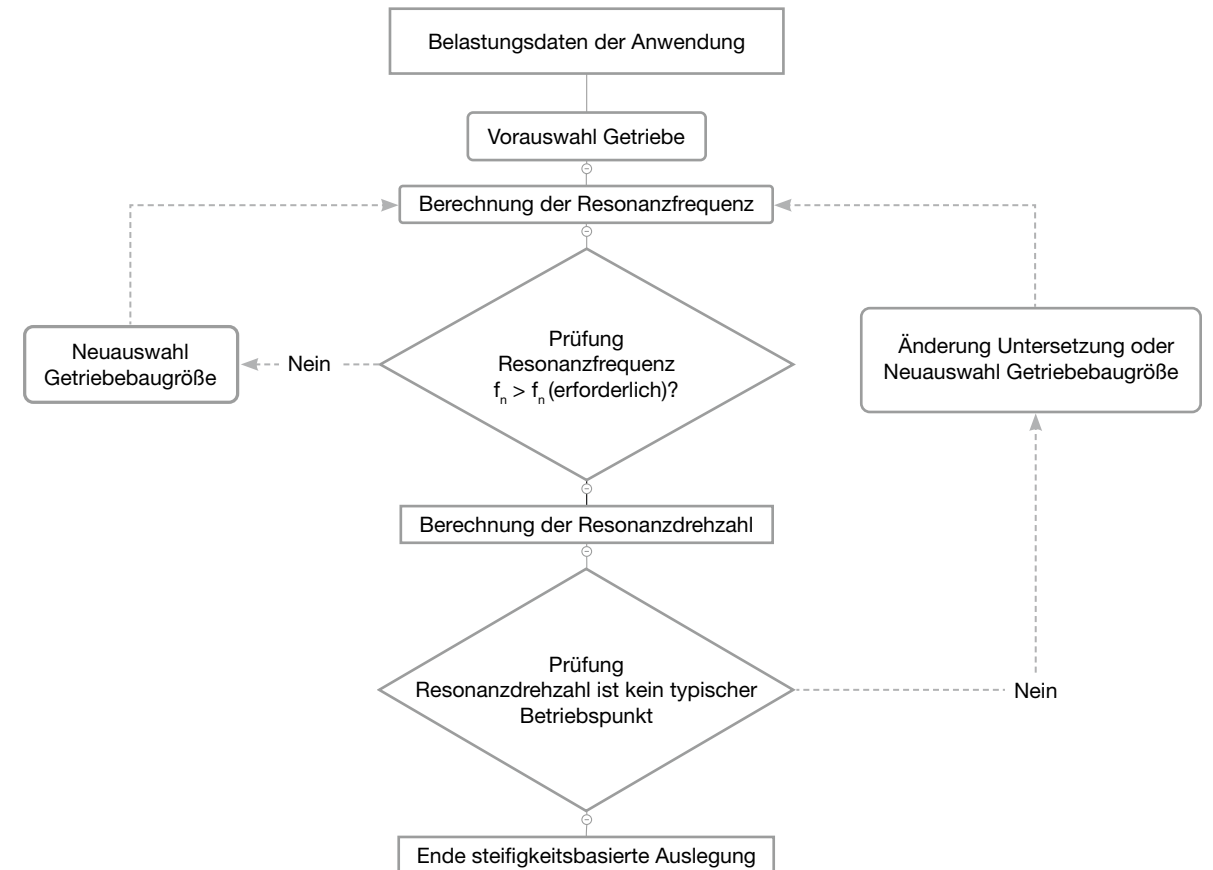 Belastungsdaten der Anwendung
Vorauswahl Getriebe
Berechnung der Resonanzfrequenz
Prüfung
Resonanzfrequenz
fn > fn (erforderlich)?
Nein
Neuauswahl
Getriebebaugröße
Änderung Untersetzung oder
Neuauswahl Getriebebaugröße
Berechnung der Resonanzdrehzahl
Prüfung
Resonanzdrehzahl ist kein typischer
Betriebspunkt
Nein
Ende steifigkeitsbasierte Auslegung